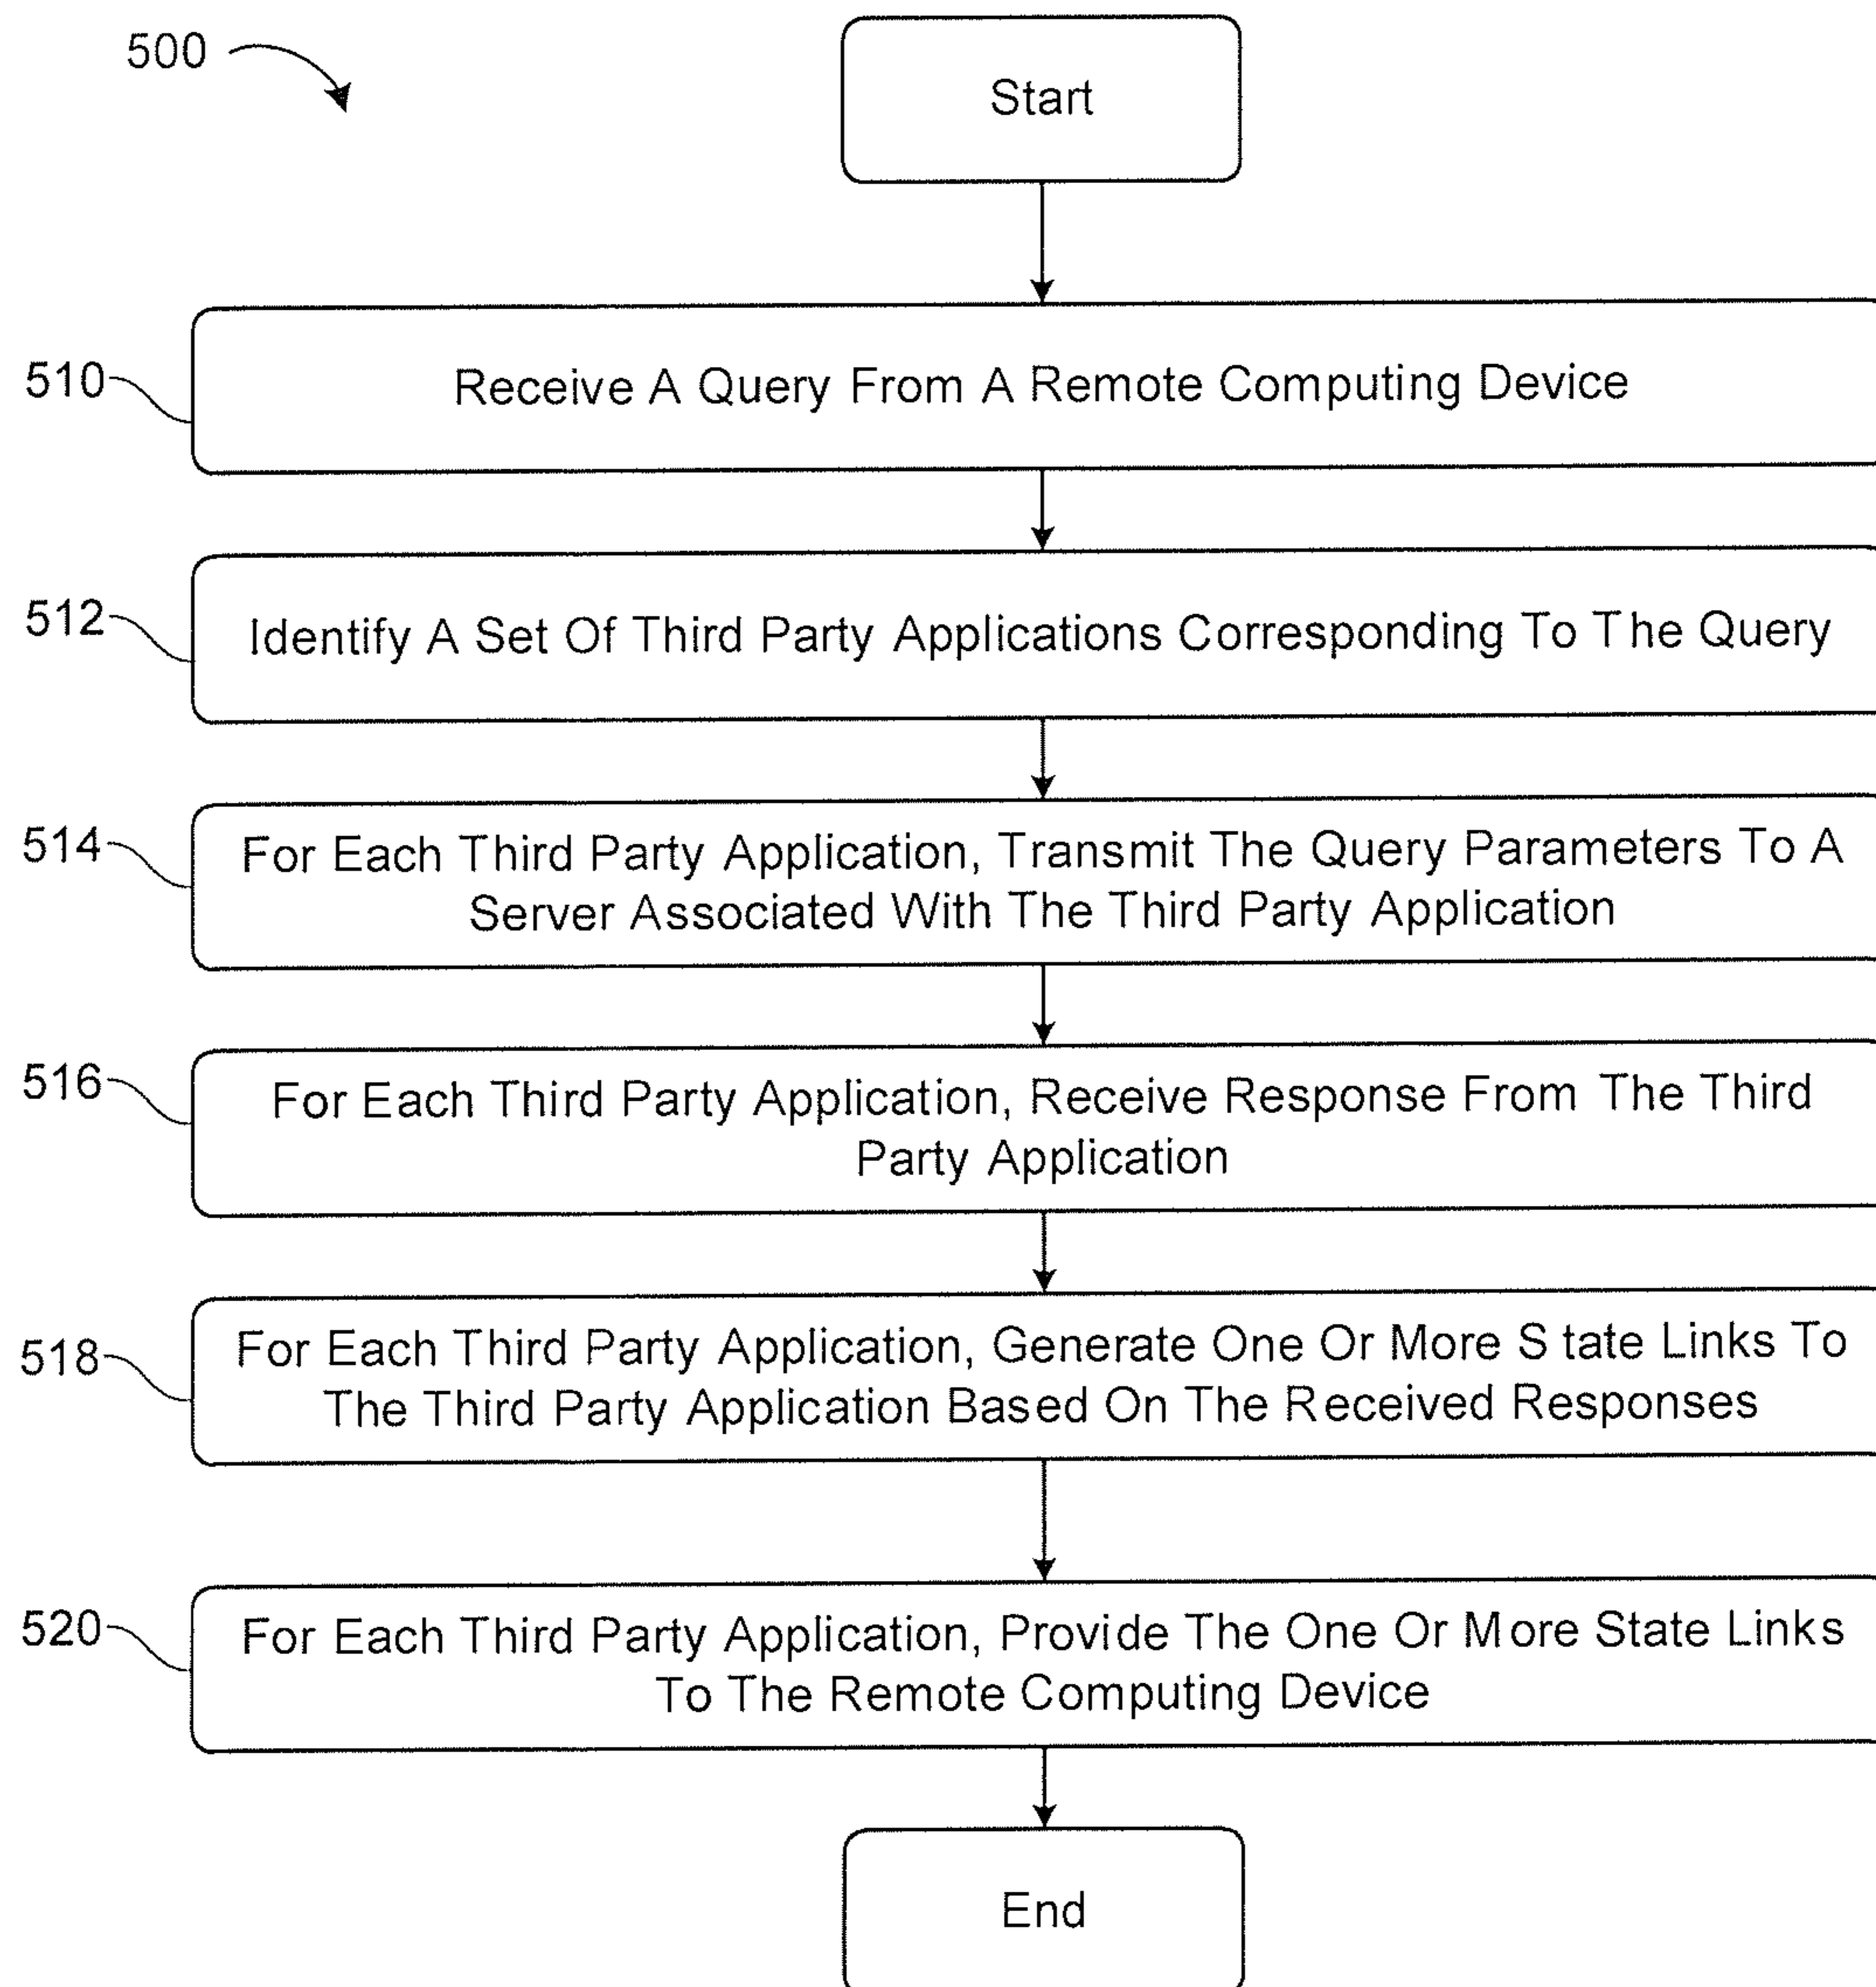 500
Start
510
Receive A Query From A Remote Computing Device
512
Identify A Set Of Third Party Applications Corresponding To The Query
514
For Each Third Party Application, Transmit The Query Parameters To A
Server Associated With The Third Party Application
516
For Each Third Party Application, Receive Response From The Third
Party Application
518
For Each Third Party Application, Generate One Or More State Links To
The Third Party Application Based On The Received Responses
520
For Each Third Party Application, Provide The One Or More State Links
To The Remote Computing Device
End